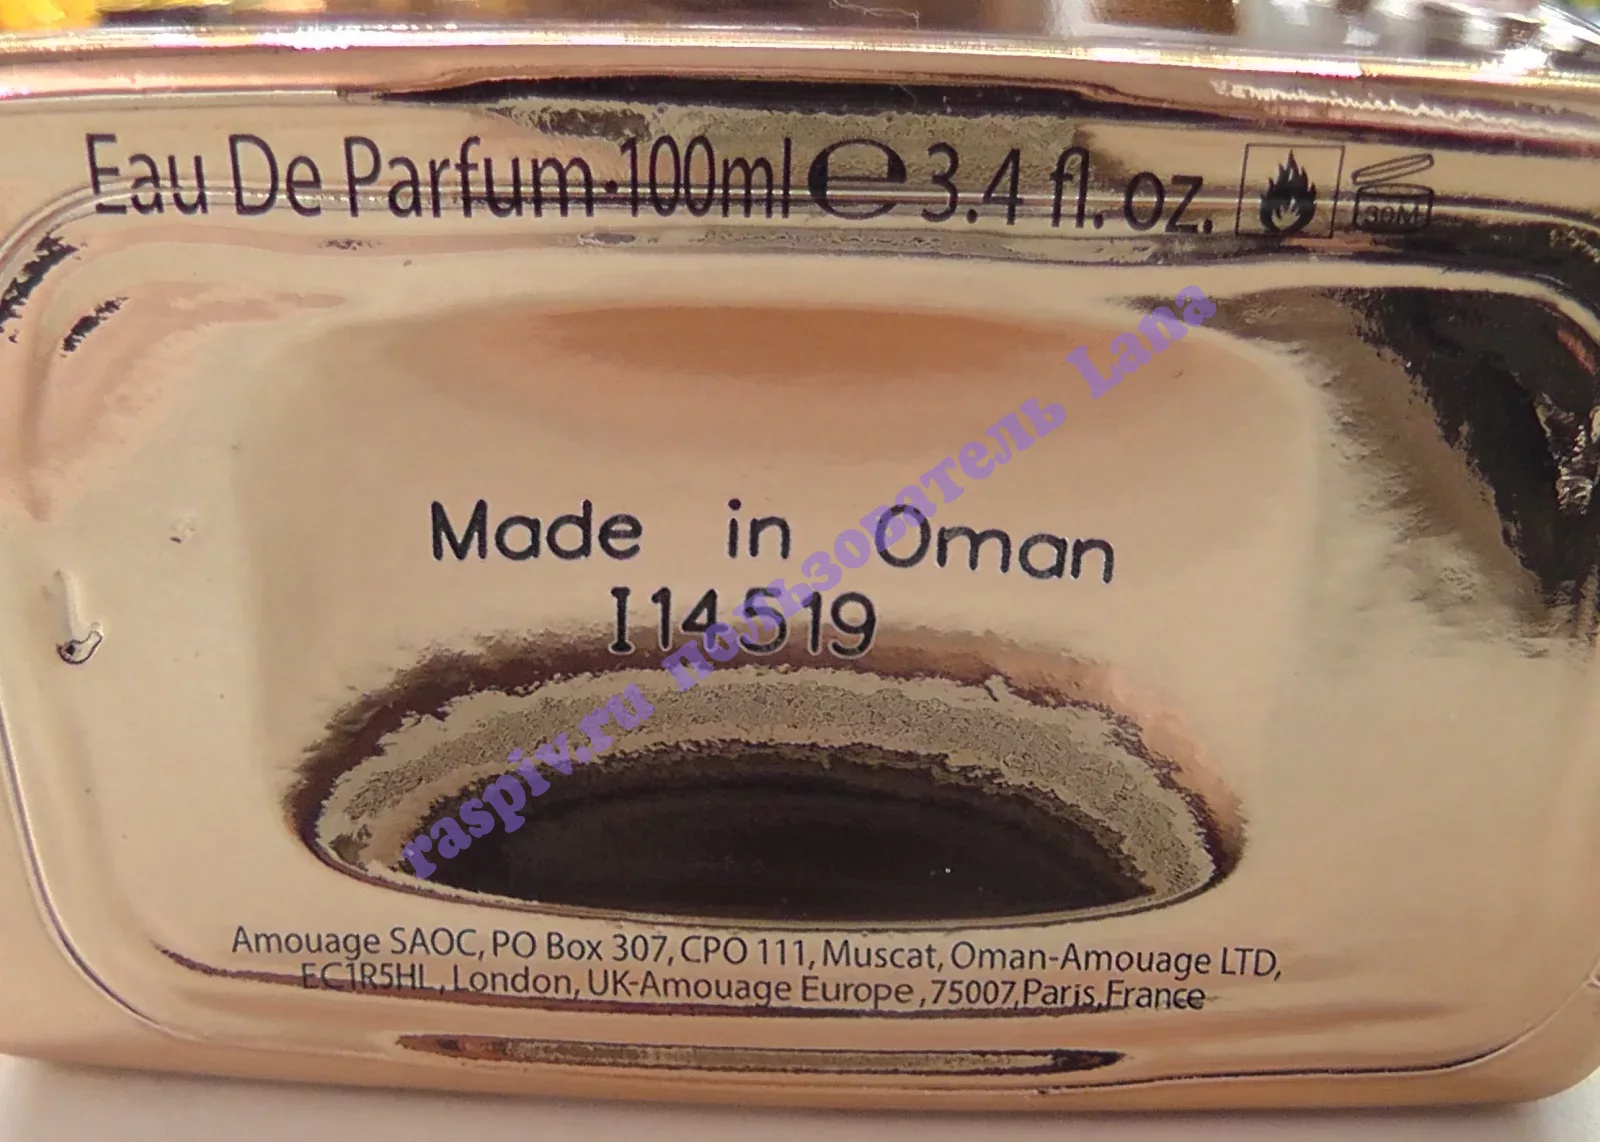 Eau De Parfum·100ml e 3.4 fl. oz.
30M
Made in Oman
I14519
raspiv.ru пользователь Lana
Amouage SAOC, PO Box 307, CPO 111, Muscat, Oman-Amouage LTD,
EC1R5HL, London, UK-Amouage Europe ,75007,Paris,France